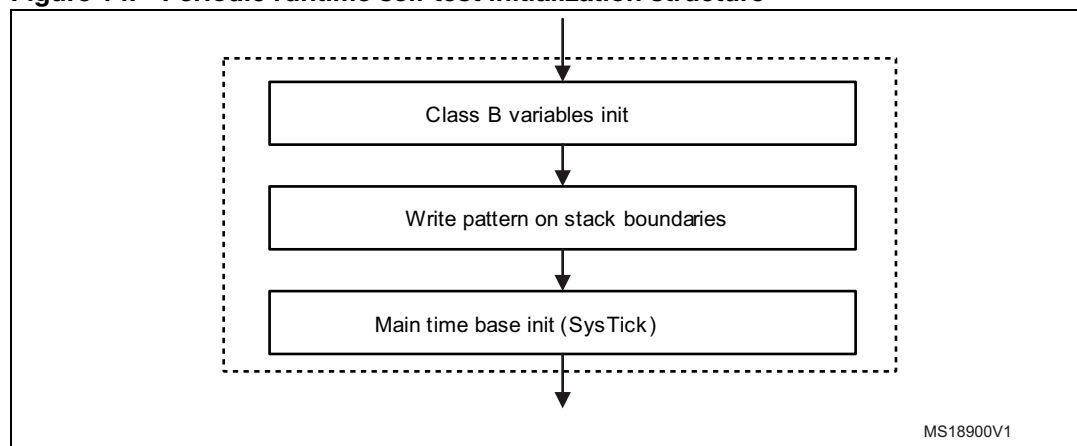 Class B variables init
Write pattern on stack boundaries
Main time base init (SysTick)
MS18900V1